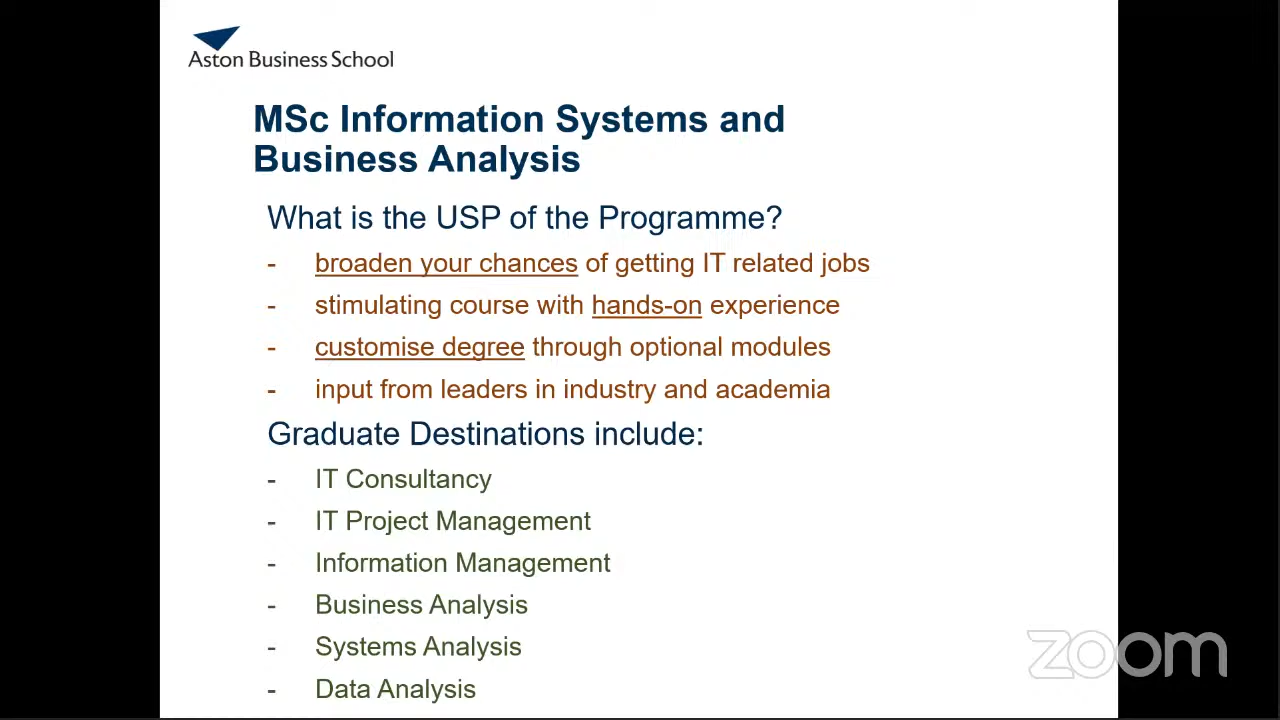 Aston Business School
MSc Information Systems and
Business Analysis
What is the USP of the Programme?
- broaden your chances of getting IT related jobs
- stimulating course with hands-on experience
- customise degree through optional modules
- input from leaders in industry and academia
Graduate Destinations include:
- IT Consultancy
- IT Project Management
- Information Management
- Business Analysis
- Systems Analysis
- Data Analysis
zoom